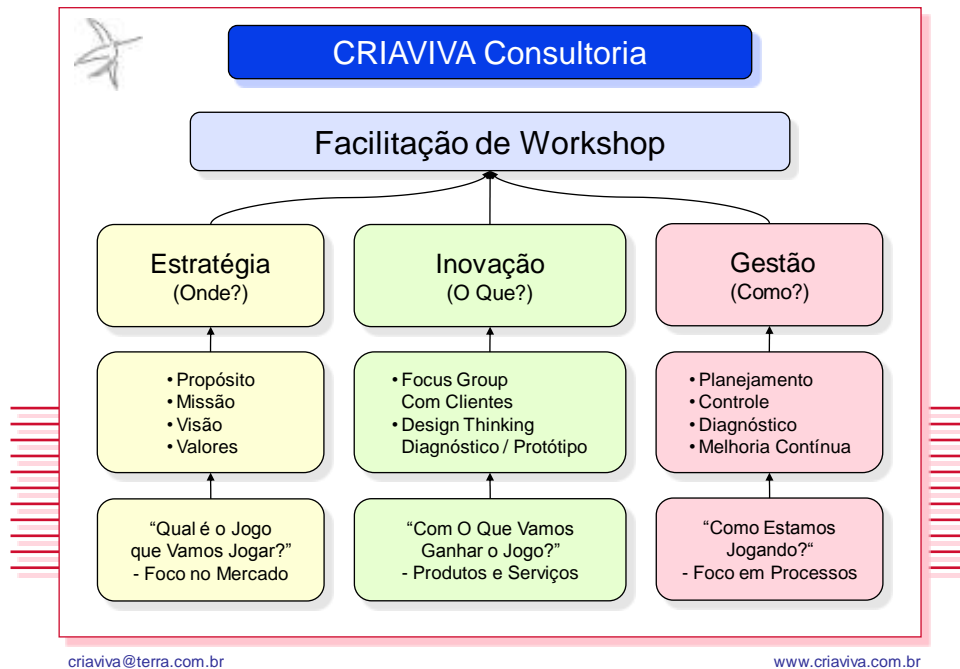 CRIAVIVA Consultoria
Facilitação de Workshop
Estratégia
(Onde?)
• Propósito
• Missão
• Visão
• Valores
“Qual é o Jogo
que Vamos Jogar?”
- Foco no Mercado
Inovação
(O Que?)
• Focus Group
Com Clientes
• Design Thinking
Diagnóstico / Protótipo
“Com O Que Vamos
Ganhar o Jogo?”
- Produtos e Serviços
Gestão
(Como?)
• Planejamento
• Controle
• Diagnóstico
• Melhoria Contínua
“Como Estamos
Jogando?“
- Foco em Processos
criaviva@terra.com.br
www.criaviva.com.br